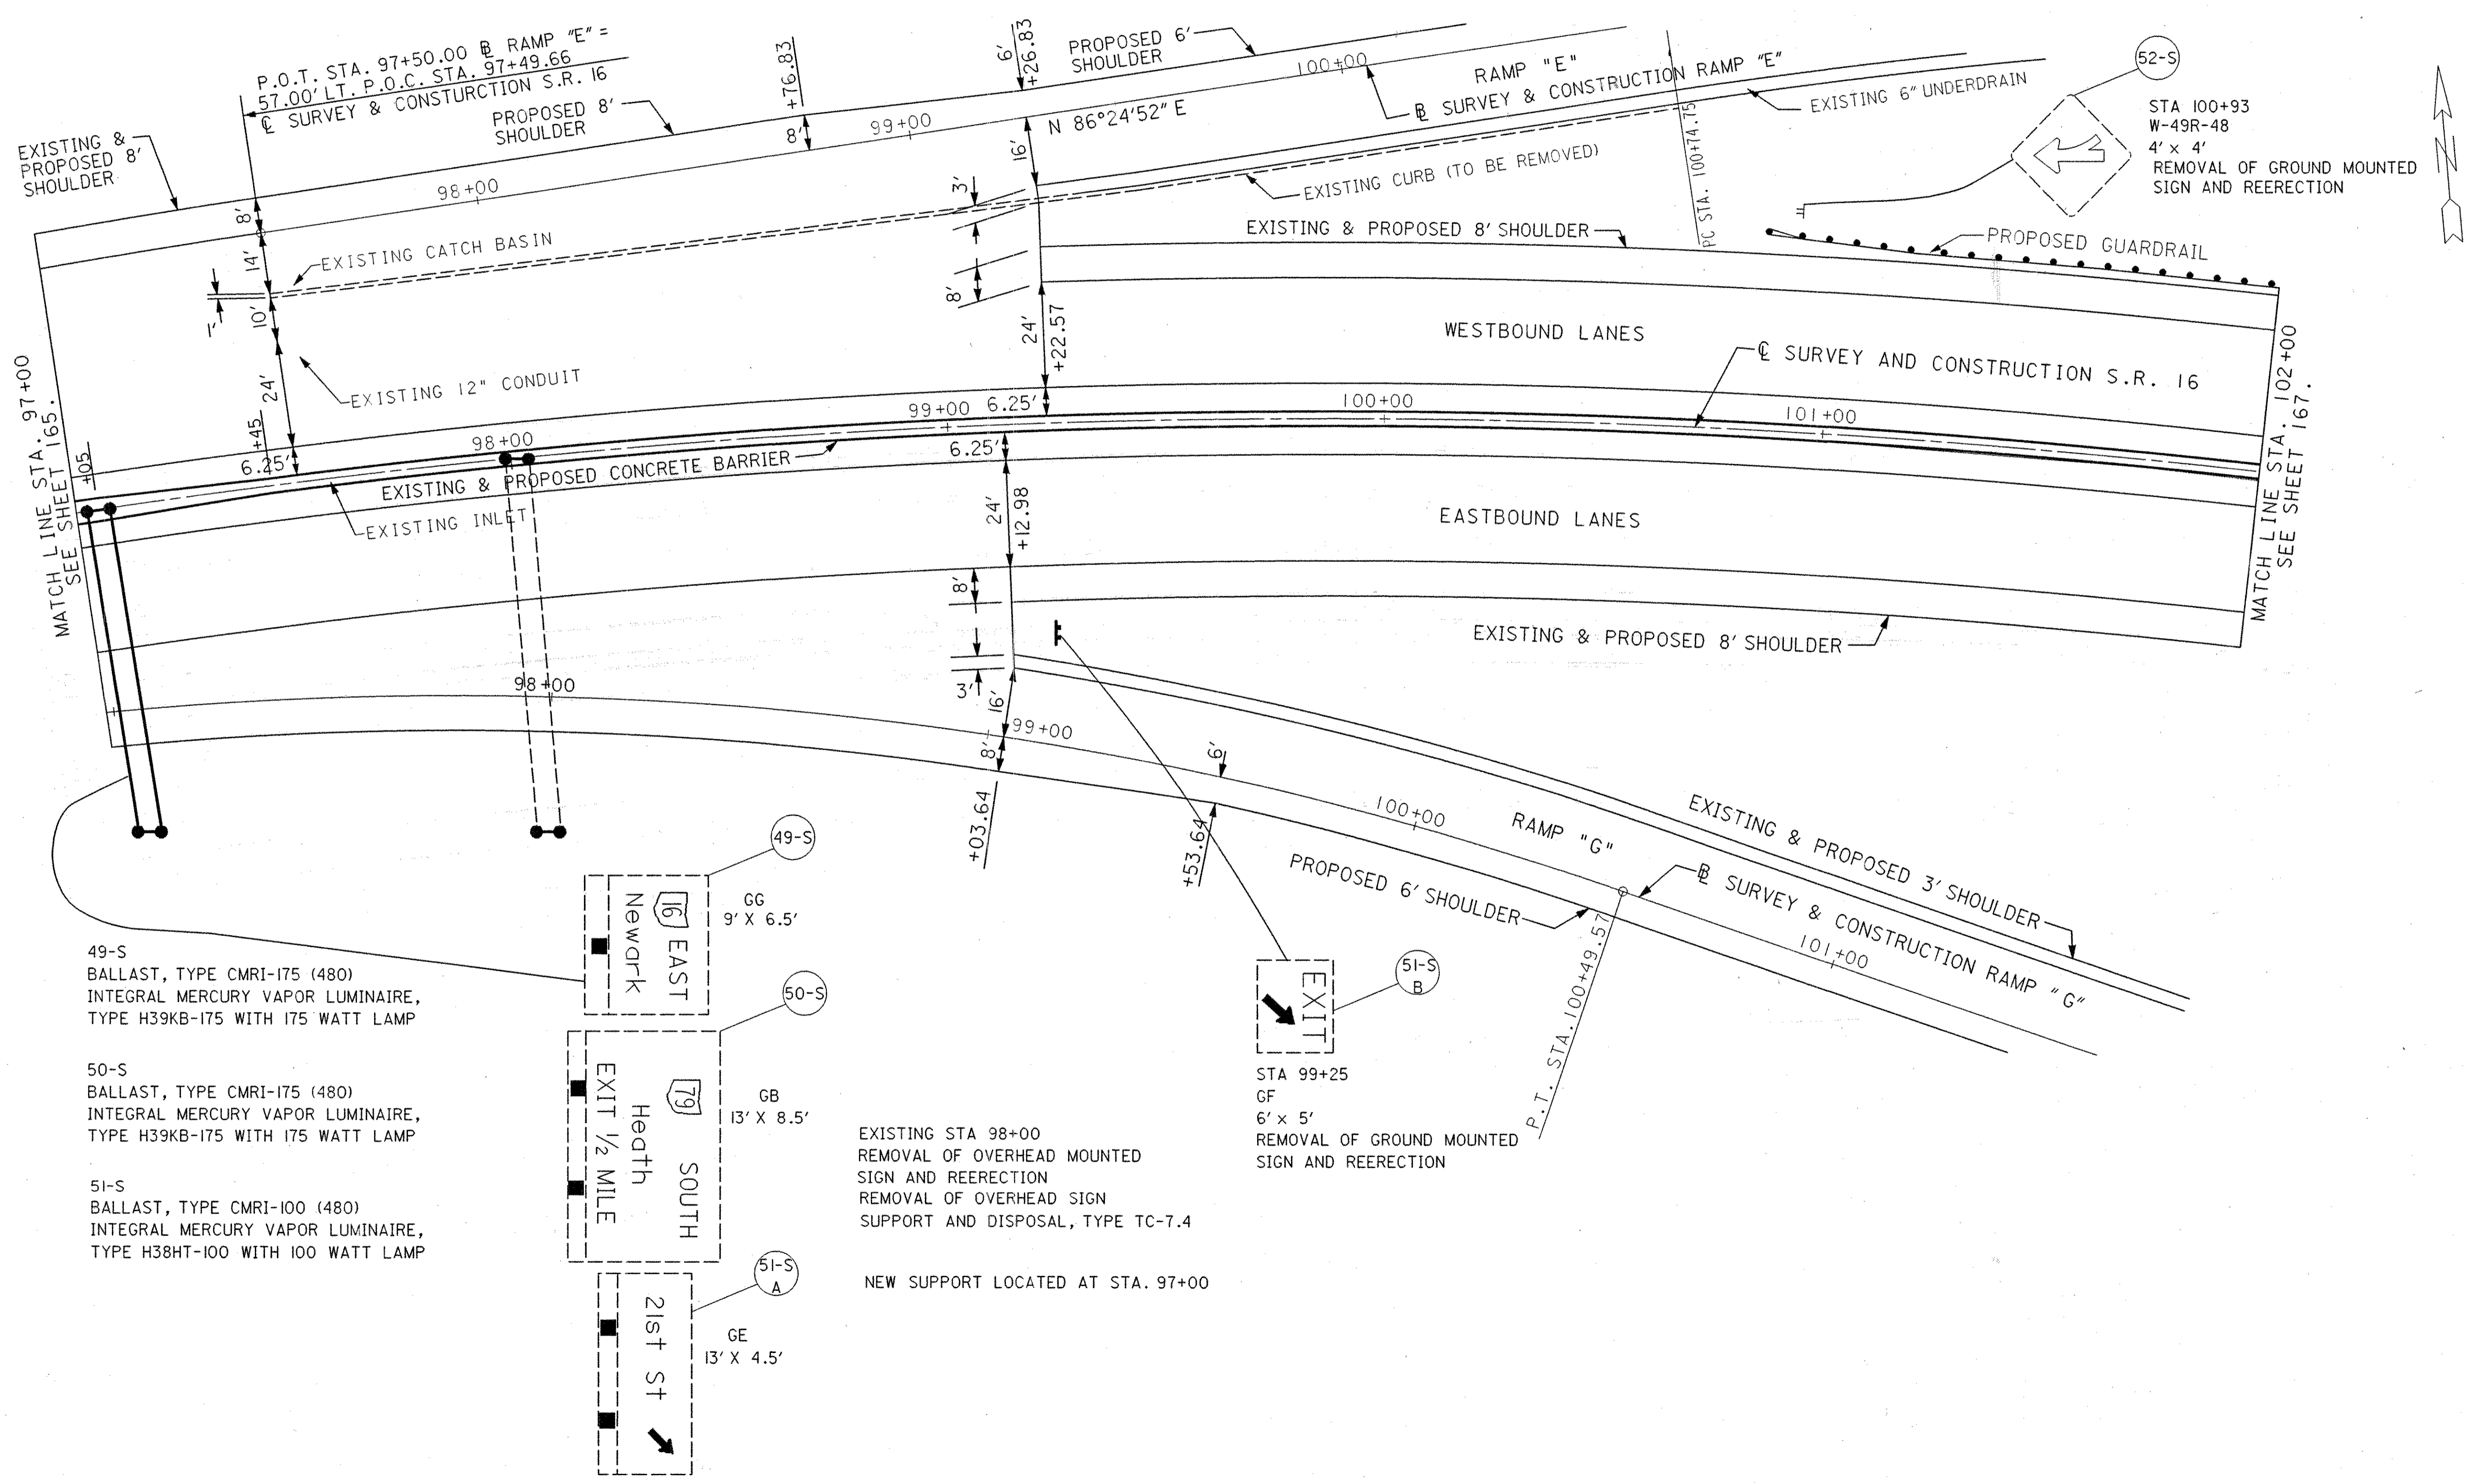 P.O.T. STA. 97+50.00 ℄ RAMP "E" =
57.00' LT. P.O.C. STA. 97+49.66
℄ SURVEY & CONSTURCTION S.R. 16
EXISTING &
PROPOSED 8'
SHOULDER
PROPOSED 8'
SHOULDER
+76.83
6'
+26.83
PROPOSED 6'
SHOULDER
98+00
99+00
100+00
8'
8'
16'
N 86°24'52" E
RAMP "E"
BL SURVEY & CONSTRUCTION RAMP "E"
EXISTING 6" UNDERDRAIN
EXISTING CURB (TO BE REMOVED)
PC STA. 100+74.75
52-S
STA 100+93
W-49R-48
4' x 4'
REMOVAL OF GROUND MOUNTED
SIGN AND REERECTION
N
14'
1'
10'
24'
EXISTING CATCH BASIN
EXISTING 12" CONDUIT
3'
8'
24'
+22.57
EXISTING & PROPOSED 8' SHOULDER
PROPOSED GUARDRAIL
WESTBOUND LANES
℄ SURVEY AND CONSTRUCTION S.R. 16
MATCH LINE STA. 97+00
SEE SHEET 165.
+105
+45
6.25'
98+00
99+00
6.25'
100+00
101+00
6.25'
EXISTING & PROPOSED CONCRETE BARRIER
EXISTING INLET
24'
+12.98
EASTBOUND LANES
MATCH LINE STA. 102+00
SEE SHEET 167.
8'
EXISTING & PROPOSED 8' SHOULDER
3'
16'
98+00
99+00
8'
+03.64
6'
+53.64
100+00
RAMP "G"
EXISTING & PROPOSED 3' SHOULDER
PROPOSED 6' SHOULDER
BL SURVEY & CONSTRUCTION RAMP "G"
101+00
P.T. STA. 100+49.57
49-S
16 EAST
Newark
GG
9' X 6.5'
50-S
79 SOUTH
Heath
EXIT 1/2 MILE
GB
13' X 8.5'
51-S
A
21st St
GE
13' X 4.5'
51-S
B
EXIT
STA 99+25
GF
6' x 5'
REMOVAL OF GROUND MOUNTED
SIGN AND REERECTION
49-S
BALLAST, TYPE CMRI-175 (480)
INTEGRAL MERCURY VAPOR LUMINAIRE,
TYPE H39KB-175 WITH 175 WATT LAMP
50-S
BALLAST, TYPE CMRI-175 (480)
INTEGRAL MERCURY VAPOR LUMINAIRE,
TYPE H39KB-175 WITH 175 WATT LAMP
51-S
BALLAST, TYPE CMRI-100 (480)
INTEGRAL MERCURY VAPOR LUMINAIRE,
TYPE H38HT-100 WITH 100 WATT LAMP
EXISTING STA 98+00
REMOVAL OF OVERHEAD MOUNTED
SIGN AND REERECTION
REMOVAL OF OVERHEAD SIGN
SUPPORT AND DISPOSAL, TYPE TC-7.4
NEW SUPPORT LOCATED AT STA. 97+00